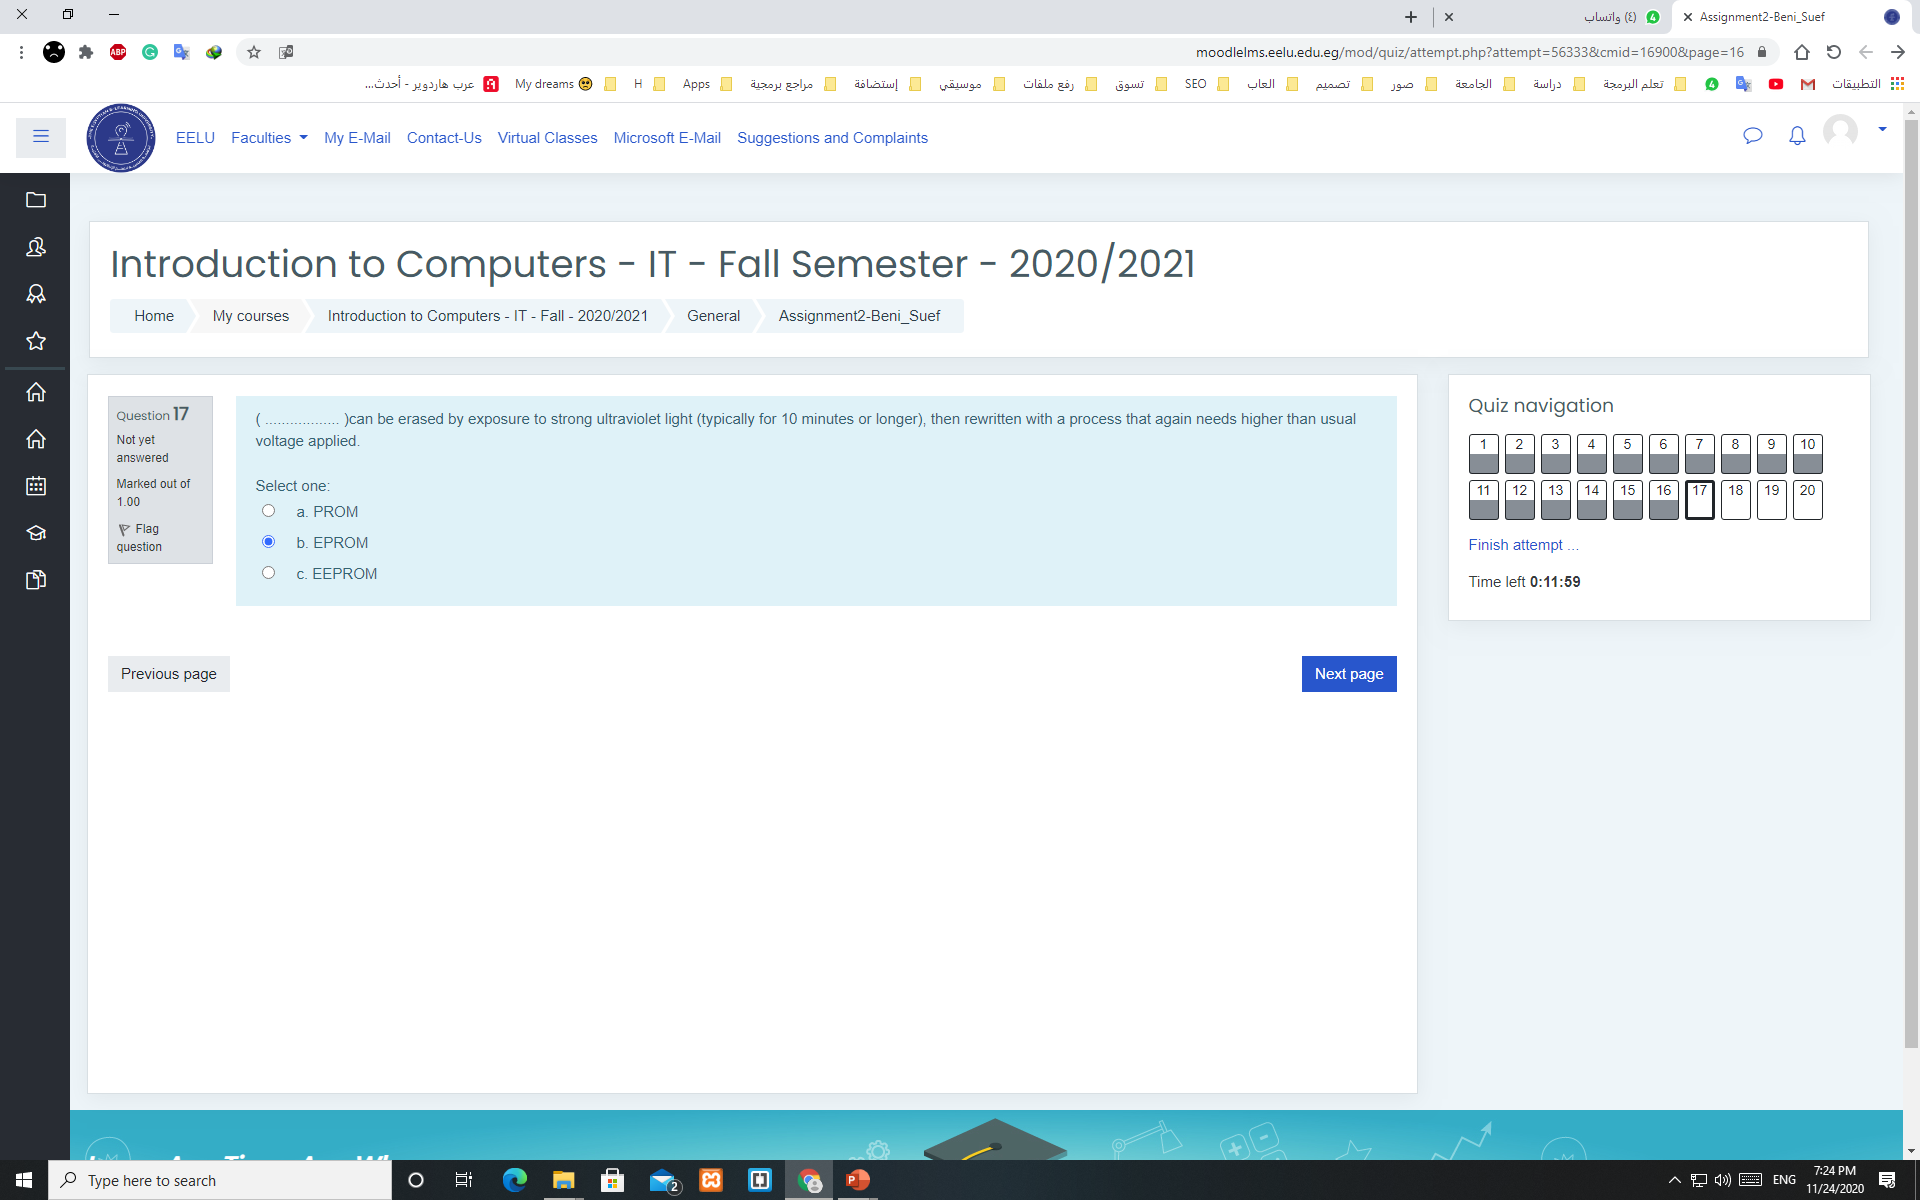 (٤) واتساب
Assignment2-Beni_Suef
moodlelms.eelu.edu.eg/mod/quiz/attempt.php?attempt=56333&cmid=16900&page=16
ABP
التطبيقات
تعلم البرمجة
دراسة
الجامعة
صور
تصميم
العاب
SEO
تسوق
رفع ملفات
موسيقي
إستضافة
مراجع برمجية
Apps
H
My dreams
عرب هاردوير - أحدث...
EELU Faculties My E-Mail Contact-Us Virtual Classes Microsoft E-Mail Suggestions and Complaints
Introduction to Computers - IT - Fall Semester - 2020/2021
Home My courses Introduction to Computers - IT - Fall - 2020/2021 General Assignment2-Beni_Suef
Question 17
Not yet
answered
Marked out of
1.00
Flag
question
( .................. )can be erased by exposure to strong ultraviolet light (typically for 10 minutes or longer), then rewritten with a process that again needs higher than usual
voltage applied.
Select one:
a. PROM
b. EPROM
c. EEPROM
Previous page
Next page
Quiz navigation
1 2 3 4 5 6 7 8 9 10
11 12 13 14 15 16 17 18 19 20
Finish attempt ...
Time left 0:11:59
Type here to search
2
ENG
7:24 PM
11/24/2020